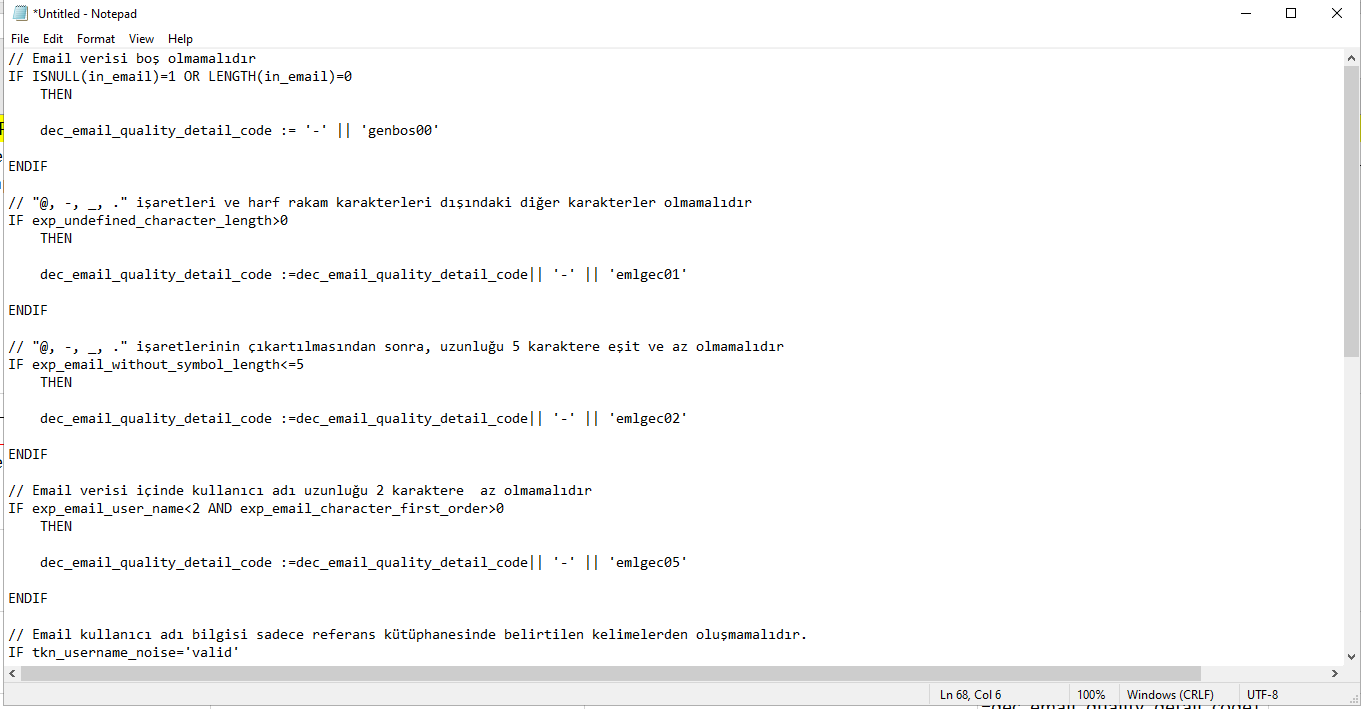 *Untitled - Notepad
File Edit Format View Help
// Email verisi boş olmamalıdır
IF ISNULL(in_email)=1 OR LENGTH(in_email)=0
    THEN
    dec_email_quality_detail_code := '-' || 'genbos00'
ENDIF
// "@, -, _, ." işaretleri ve harf rakam karakterleri dışındaki diğer karakterler olmamalıdır
IF exp_undefined_character_length>0
    THEN
    dec_email_quality_detail_code :=dec_email_quality_detail_code|| '-' || 'emlgec01'
ENDIF
// "@, -, _, ." işaretlerinin çıkartılmasından sonra, uzunluğu 5 karaktere eşit ve az olmamalıdır
IF exp_email_without_symbol_length<=5
    THEN
    dec_email_quality_detail_code :=dec_email_quality_detail_code|| '-' || 'emlgec02'
ENDIF
// Email verisi içinde kullanıcı adı uzunluğu 2 karaktere  az olmamalıdır
IF exp_email_user_name<2 AND exp_email_character_first_order>0
    THEN
    dec_email_quality_detail_code :=dec_email_quality_detail_code|| '-' || 'emlgec05'
ENDIF
// Email kullanıcı adı bilgisi sadece referans kütüphanesinde belirtilen kelimelerden oluşmamalıdır.
IF tkn_username_noise='valid'
Ln 68, Col 6 100% Windows (CRLF) UTF-8